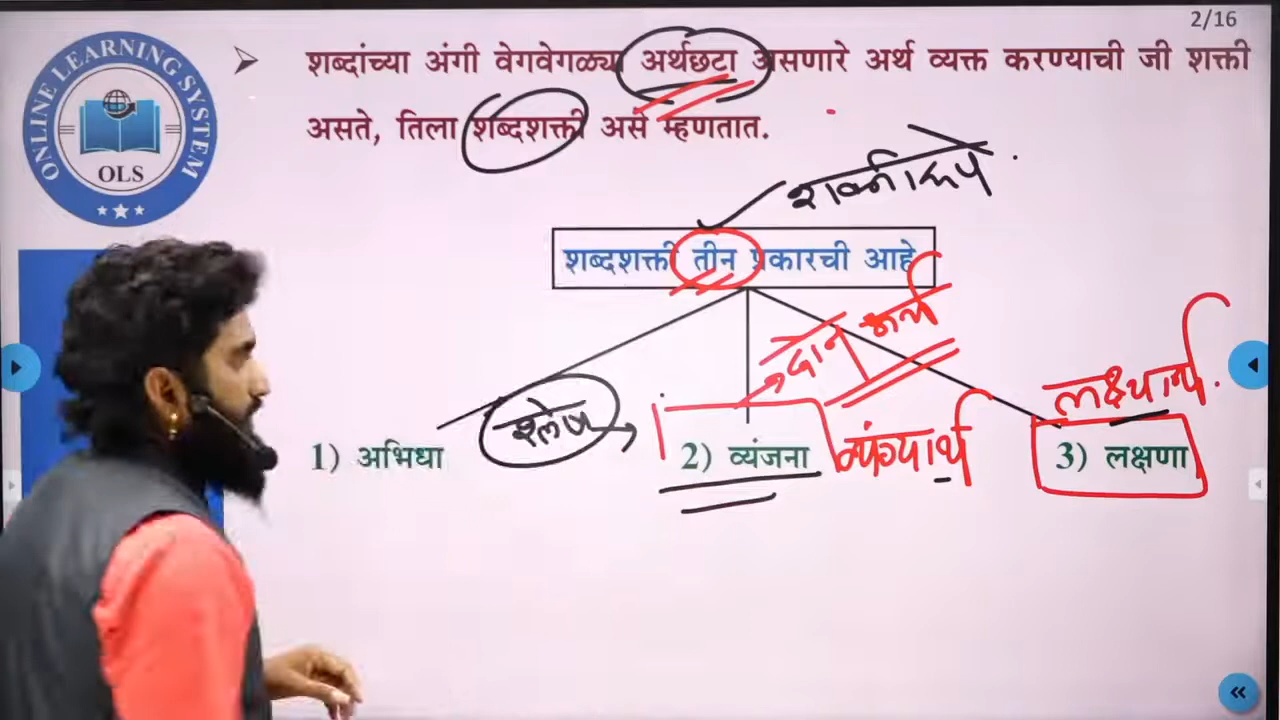 2/16
ONLINE LEARNING SYSTEM
OLS
➢ शब्दांच्या अंगी वेगवेगळ्या अर्थछटा असणारे अर्थ व्यक्त करण्याची जी शक्ती
असते, तिला शब्दशक्ती असे म्हणतात.
शब्दशक्ती तीन प्रकारची आहे
दोन अर्थ
लक्ष्यार्थ
श्लेष
1) अभिधा
2) व्यंजना
व्यंग्यार्थ
3) लक्षणा